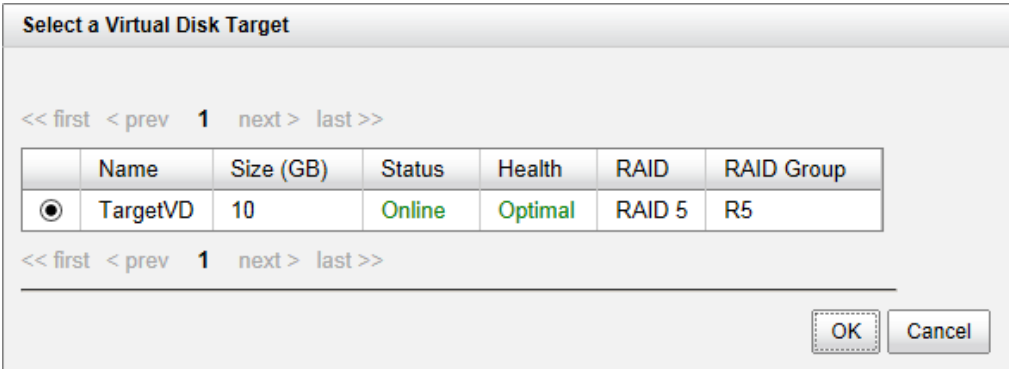 Select a Virtual Disk Target
<< first < prev 1 next > last >>
Name Size (GB) Status Health RAID RAID Group
TargetVD 10 Online Optimal RAID 5 R5
<< first < prev 1 next > last >>
OK Cancel